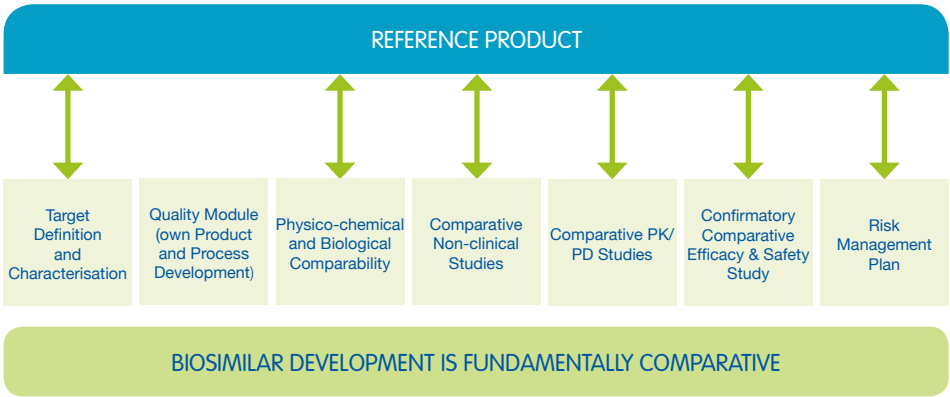 REFERENCE PRODUCT
Target
Definition
and
Characterisation
Quality Module
(own Product
and Process
Development)
Physico-chemical
and Biological
Comparability
Comparative
Non-clinical
Studies
Comparative PK/
PD Studies
Confirmatory
Comparative
Efficacy & Safety
Study
Risk
Management
Plan
BIOSIMILAR DEVELOPMENT IS FUNDAMENTALLY COMPARATIVE